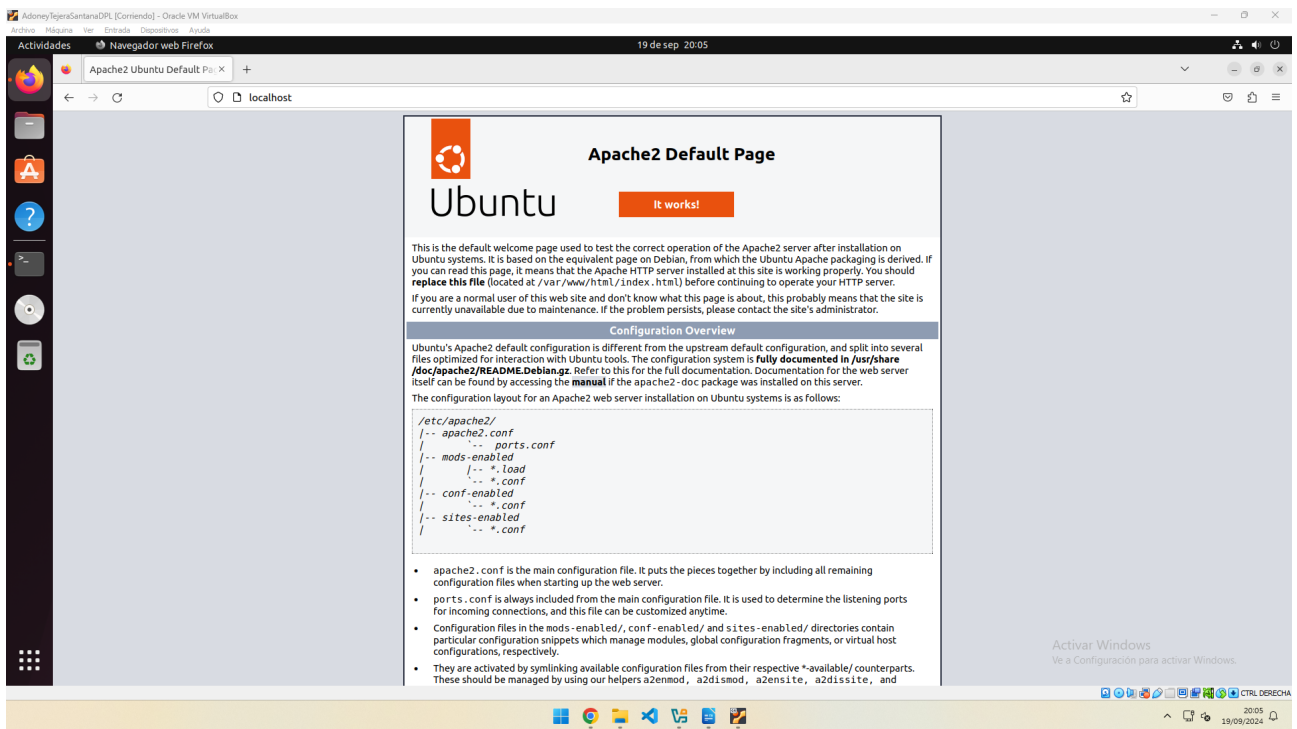 AdoneyTejeraSantanaDPL [Corriendo] - Oracle VM VirtualBox
Archivo Máquina Ver Entrada Dispositivos Ayuda
Actividades Navegador web Firefox 19 de sep 20:05
Apache2 Ubuntu Default Pa
localhost
Apache2 Default Page
Ubuntu
It works!
This is the default welcome page used to test the correct operation of the Apache2 server after installation on
Ubuntu systems. It is based on the equivalent page on Debian, from which the Ubuntu Apache packaging is derived. If
you can read this page, it means that the Apache HTTP server installed at this site is working properly. You should
replace this file (located at /var/www/html/index.html) before continuing to operate your HTTP server.
If you are a normal user of this web site and don't know what this page is about, this probably means that the site is
currently unavailable due to maintenance. If the problem persists, please contact the site's administrator.
Configuration Overview
Ubuntu's Apache2 default configuration is different from the upstream default configuration, and split into several
files optimized for interaction with Ubuntu tools. The configuration system is fully documented in /usr/share
/doc/apache2/README.Debian.gz. Refer to this for the full documentation. Documentation for the web server
itself can be found by accessing the manual if the apache2-doc package was installed on this server.
The configuration layout for an Apache2 web server installation on Ubuntu systems is as follows:
/etc/apache2/
|-- apache2.conf
|       `--  ports.conf
|-- mods-enabled
|       |-- *.load
|       `-- *.conf
|-- conf-enabled
|       `-- *.conf
|-- sites-enabled
|       `-- *.conf
• apache2.conf is the main configuration file. It puts the pieces together by including all remaining
configuration files when starting up the web server.
• ports.conf is always included from the main configuration file. It is used to determine the listening ports
for incoming connections, and this file can be customized anytime.
• Configuration files in the mods-enabled/, conf-enabled/ and sites-enabled/ directories contain
particular configuration snippets which manage modules, global configuration fragments, or virtual host
configurations, respectively.
• They are activated by symlinking available configuration files from their respective *-available/ counterparts.
These should be managed by using our helpers a2enmod, a2dismod, a2ensite, a2dissite, and
Activar Windows
Ve a Configuración para activar Windows.
CTRL DERECHA
20:05
19/09/2024